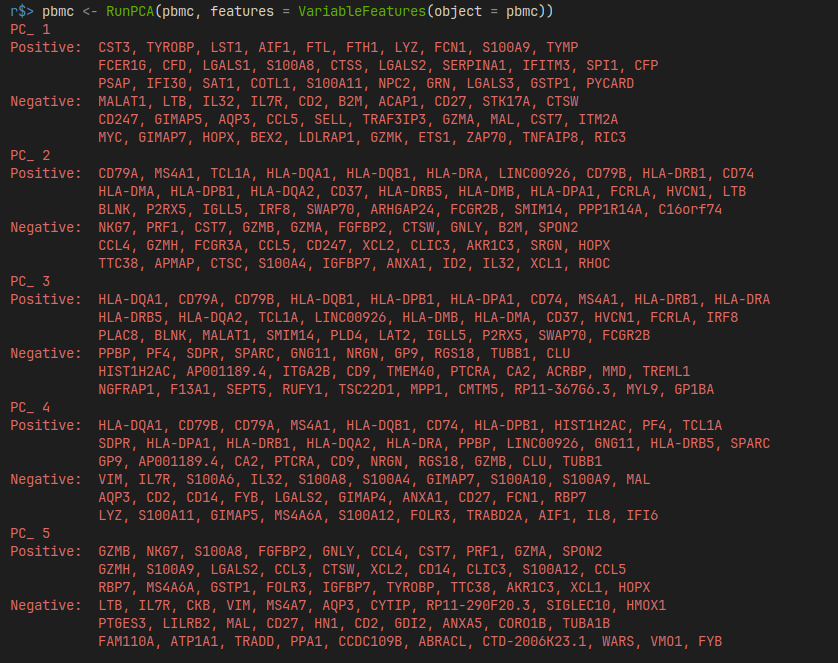 r$> pbmc <- RunPCA(pbmc, features = VariableFeatures(object = pbmc))
PC_ 1
Positive:  CST3, TYROBP, LST1, AIF1, FTL, FTH1, LYZ, FCN1, S100A9, TYMP
FCER1G, CFD, LGALS1, S100A8, CTSS, LGALS2, SERPINA1, IFITM3, SPI1, CFP
PSAP, IFI30, SAT1, COTL1, S100A11, NPC2, GRN, LGALS3, GSTP1, PYCARD
Negative:  MALAT1, LTB, IL32, IL7R, CD2, B2M, ACAP1, CD27, STK17A, CTSW
CD247, GIMAP5, AQP3, CCL5, SELL, TRAF3IP3, GZMA, MAL, CST7, ITM2A
MYC, GIMAP7, HOPX, BEX2, LDLRAP1, GZMK, ETS1, ZAP70, TNFAIP8, RIC3
PC_ 2
Positive:  CD79A, MS4A1, TCL1A, HLA-DQA1, HLA-DQB1, HLA-DRA, LINC00926, CD79B, HLA-DRB1, CD74
HLA-DMA, HLA-DPB1, HLA-DQA2, CD37, HLA-DRB5, HLA-DMB, HLA-DPA1, FCRLA, HVCN1, LTB
BLNK, P2RX5, IGLL5, IRF8, SWAP70, ARHGAP24, FCGR2B, SMIM14, PPP1R14A, C16orf74
Negative:  NKG7, PRF1, CST7, GZMB, GZMA, FGFBP2, CTSW, GNLY, B2M, SPON2
CCL4, GZMH, FCGR3A, CCL5, CD247, XCL2, CLIC3, AKR1C3, SRGN, HOPX
TTC38, APMAP, CTSC, S100A4, IGFBP7, ANXA1, ID2, IL32, XCL1, RHOC
PC_ 3
Positive:  HLA-DQA1, CD79A, CD79B, HLA-DQB1, HLA-DPB1, HLA-DPA1, CD74, MS4A1, HLA-DRB1, HLA-DRA
HLA-DRB5, HLA-DQA2, TCL1A, LINC00926, HLA-DMB, HLA-DMA, CD37, HVCN1, FCRLA, IRF8
PLAC8, BLNK, MALAT1, SMIM14, PLD4, LAT2, IGLL5, P2RX5, SWAP70, FCGR2B
Negative:  PPBP, PF4, SDPR, SPARC, GNG11, NRGN, GP9, RGS18, TUBB1, CLU
HIST1H2AC, AP001189.4, ITGA2B, CD9, TMEM40, PTCRA, CA2, ACRBP, MMD, TREML1
NGFRAP1, F13A1, SEPT5, RUFY1, TSC22D1, MPP1, CMTM5, RP11-367G6.3, MYL9, GP1BA
PC_ 4
Positive:  HLA-DQA1, CD79B, CD79A, MS4A1, HLA-DQB1, CD74, HLA-DPB1, HIST1H2AC, PF4, TCL1A
SDPR, HLA-DPA1, HLA-DRB1, HLA-DQA2, HLA-DRA, PPBP, LINC00926, GNG11, HLA-DRB5, SPARC
GP9, AP001189.4, CA2, PTCRA, CD9, NRGN, RGS18, GZMB, CLU, TUBB1
Negative:  VIM, IL7R, S100A6, IL32, S100A8, S100A4, GIMAP7, S100A10, S100A9, MAL
AQP3, CD2, CD14, FYB, LGALS2, GIMAP4, ANXA1, CD27, FCN1, RBP7
LYZ, S100A11, GIMAP5, MS4A6A, S100A12, FOLR3, TRABD2A, AIF1, IL8, IFI6
PC_ 5
Positive:  GZMB, NKG7, S100A8, FGFBP2, GNLY, CCL4, CST7, PRF1, GZMA, SPON2
GZMH, S100A9, LGALS2, CCL3, CTSW, XCL2, CD14, CLIC3, S100A12, CCL5
RBP7, MS4A6A, GSTP1, FOLR3, IGFBP7, TYROBP, TTC38, AKR1C3, XCL1, HOPX
Negative:  LTB, IL7R, CKB, VIM, MS4A7, AQP3, CYTIP, RP11-290F20.3, SIGLEC10, HMOX1
PTGES3, LILRB2, MAL, CD27, HN1, CD2, GDI2, ANXA5, CORO1B, TUBA1B
FAM110A, ATP1A1, TRADD, PPA1, CCDC109B, ABRACL, CTD-2006K23.1, WARS, VMO1, FYB